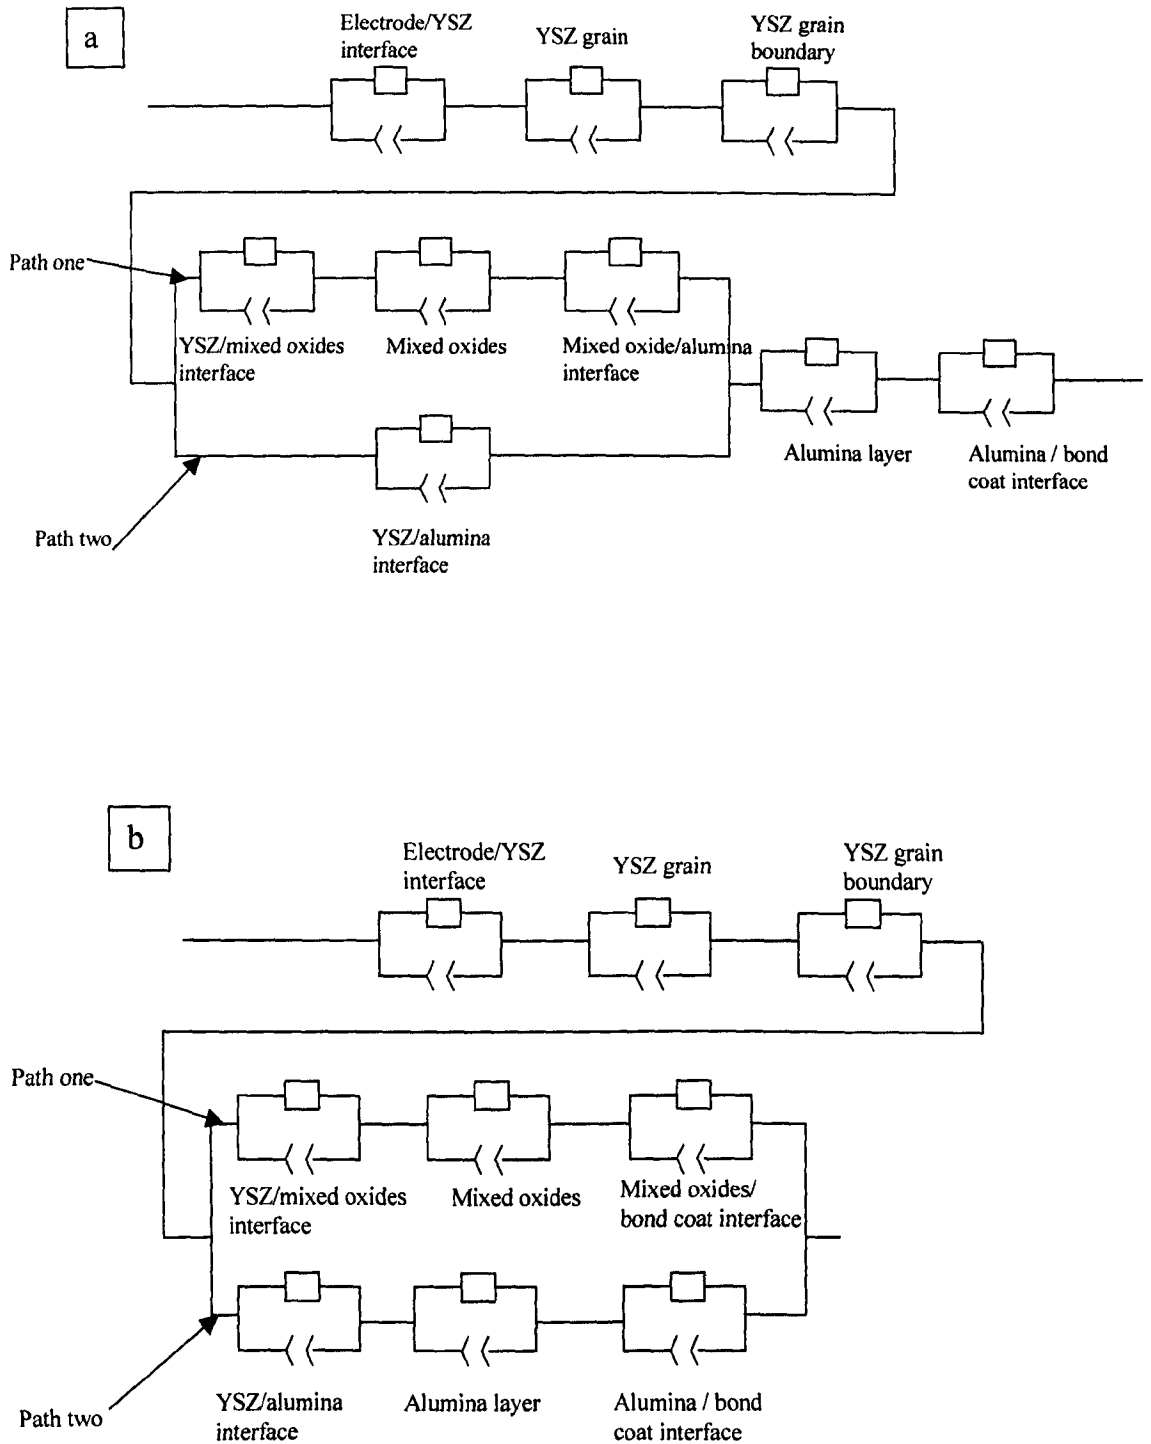 a
Electrode/YSZ
interface
YSZ grain
YSZ grain
boundary
Path one
YSZ/mixed oxides
interface
Mixed oxides
Mixed oxide/alumina
interface
Alumina layer
Alumina / bond
coat interface
Path two
YSZ/alumina
interface
b
Electrode/YSZ
interface
YSZ grain
YSZ grain
boundary
Path one
YSZ/mixed oxides
interface
Mixed oxides
Mixed oxides/
bond coat interface
Path two
YSZ/alumina
interface
Alumina layer
Alumina / bond
coat interface